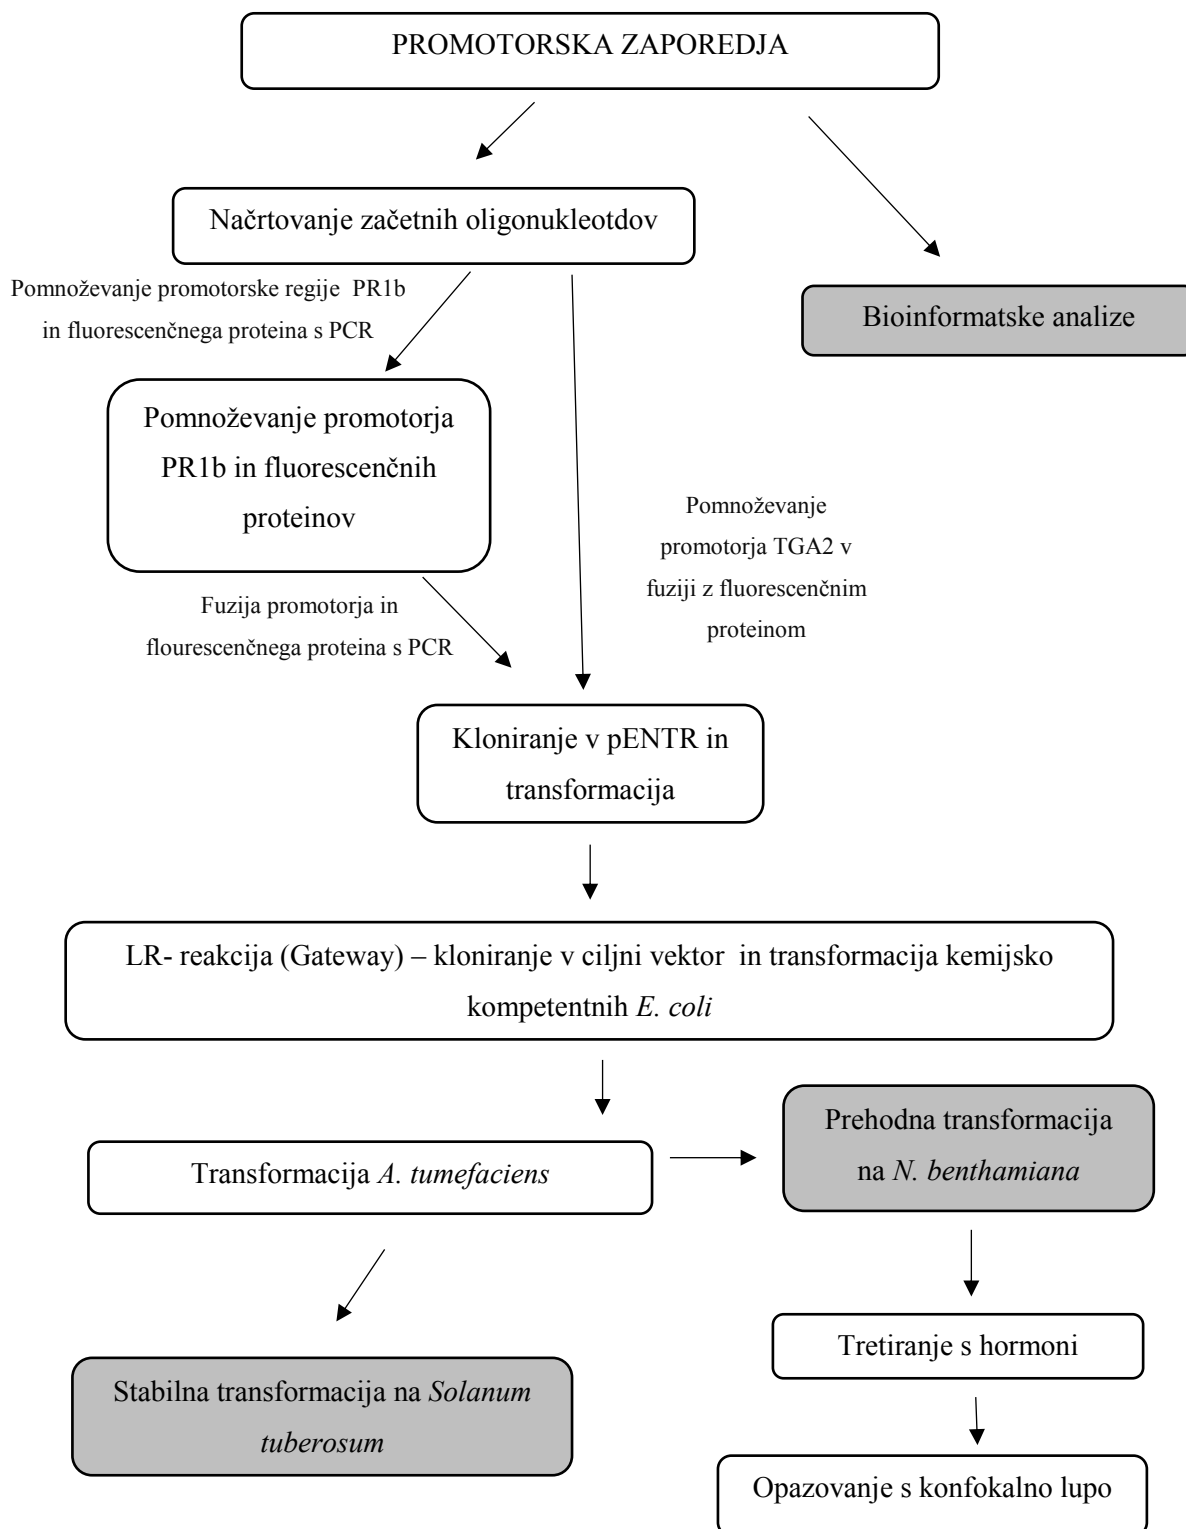 PROMOTORSKA ZAPOREDJA
Načrtovanje začetnih oligonukleotdov
Pomnoževanje promotorske regije PR1b
in fluorescenčnega proteina s PCR
Bioinformatske analize
Pomnoževanje promotorja
PR1b in fluorescenčnih
proteinov
Pomnoževanje
promotorja TGA2 v
fuziji z fluorescenčnim
proteinom
Fuzija promotorja in
flourescenčnega proteina s PCR
Kloniranje v pENTR in
transformacija
LR- reakcija (Gateway) – kloniranje v ciljni vektor in transformacija kemijsko
kompetentnih E. coli
Prehodna transformacija
na N. benthamiana
Transformacija A. tumefaciens
Tretiranje s hormoni
Stabilna transformacija na Solanum
tuberosum
Opazovanje s konfokalno lupo